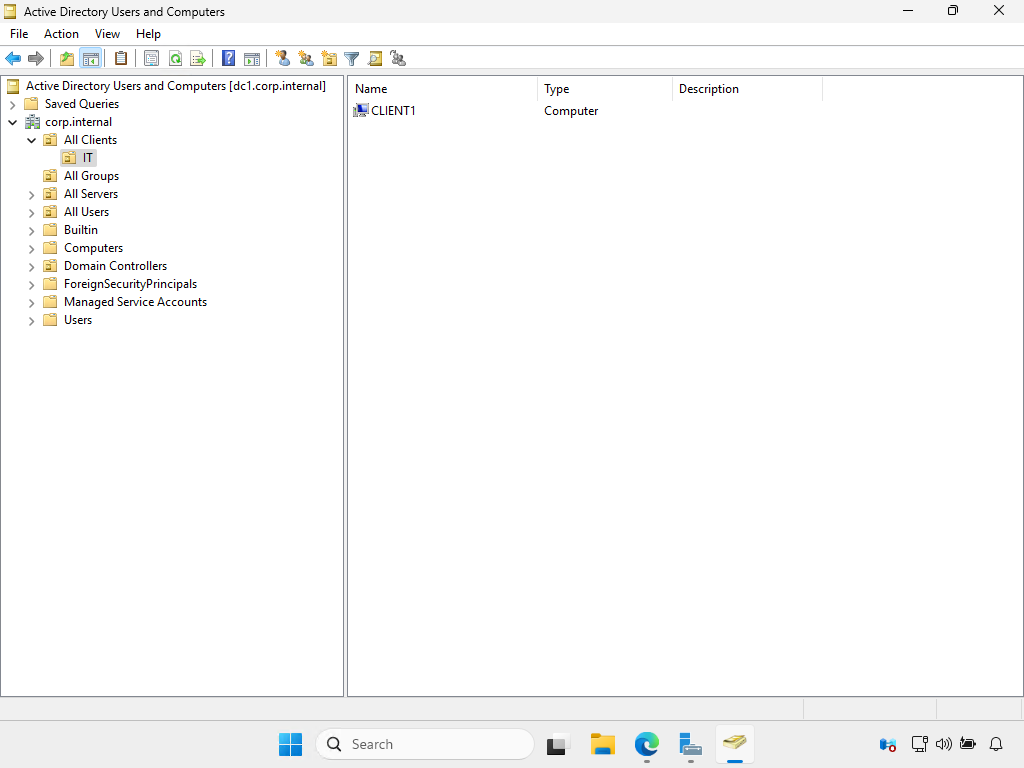 Active Directory Users and Computers
File Action View Help
Active Directory Users and Computers [dc1.corp.internal]
Saved Queries
corp.internal
All Clients
IT
All Groups
All Servers
All Users
Builtin
Computers
Domain Controllers
ForeignSecurityPrincipals
Managed Service Accounts
Users
Name Type Description
CLIENT1 Computer
Search